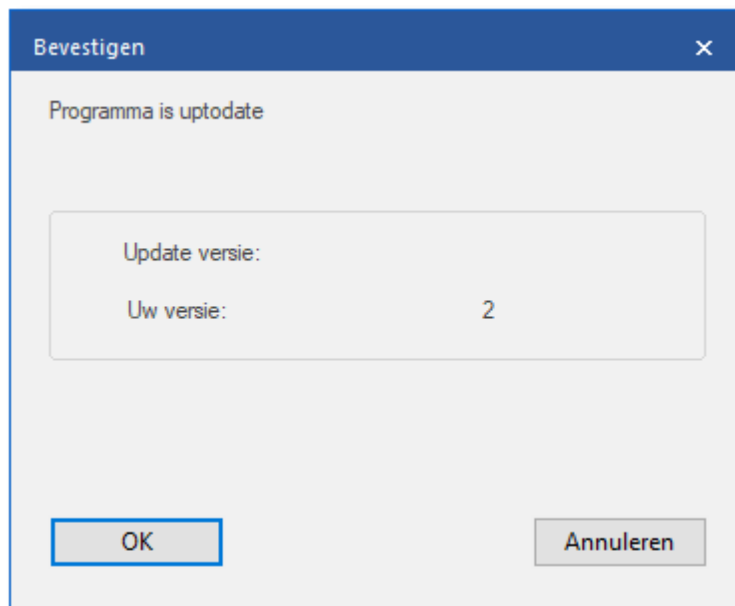 Bevestigen
Programma is uptodate
Update versie:
Uw versie: 2
OK Annuleren